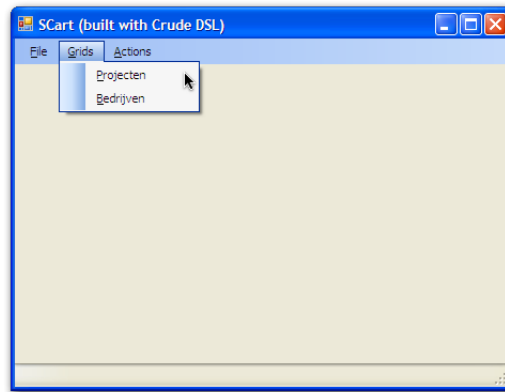 SCart (built with Crude DSL)
File Grids Actions
Projecten
Bedrijven